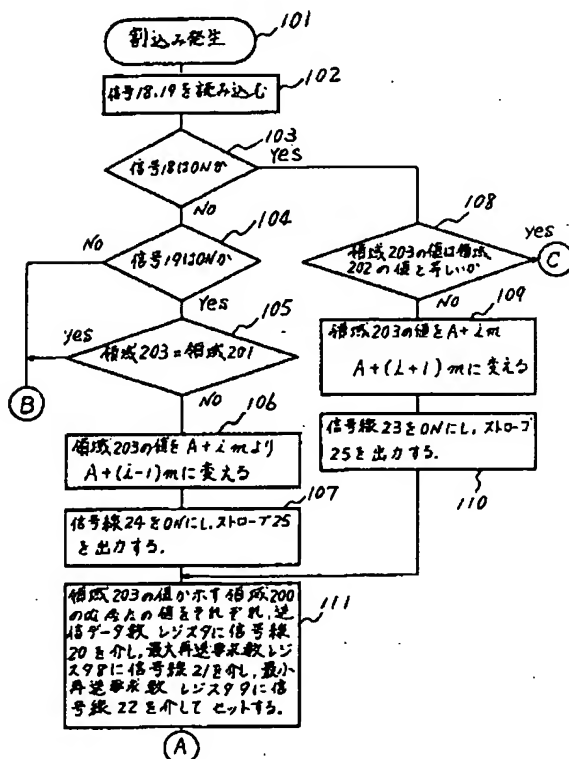 101
割込み発生
102
信号18,19を読み込む
103
信号18はONか
yes
No
108
領域203の値は領域
202の値と等しいか
yes
C
No
104
信号19はONか
No
Yes
105
領域203=領域201
yes
B
No
109
領域203の値をA+im
A+(i+1)mに変える
106
領域203の値をA+imより
A+(i-1)mに変える
信号線23をONにし,ストローブ
25を出力する.
110
107
信号線24をONにし,ストローブ25
を出力する.
111
領域203の値が示す領域200
の値をそれぞれ,送
信データ数 レジスタに信号線
20を介し,最大再送要求数レジ
スタ8に信号線21を介し,最小
再送要求数 レジスタ9に信
号線22を介してセットする.
A